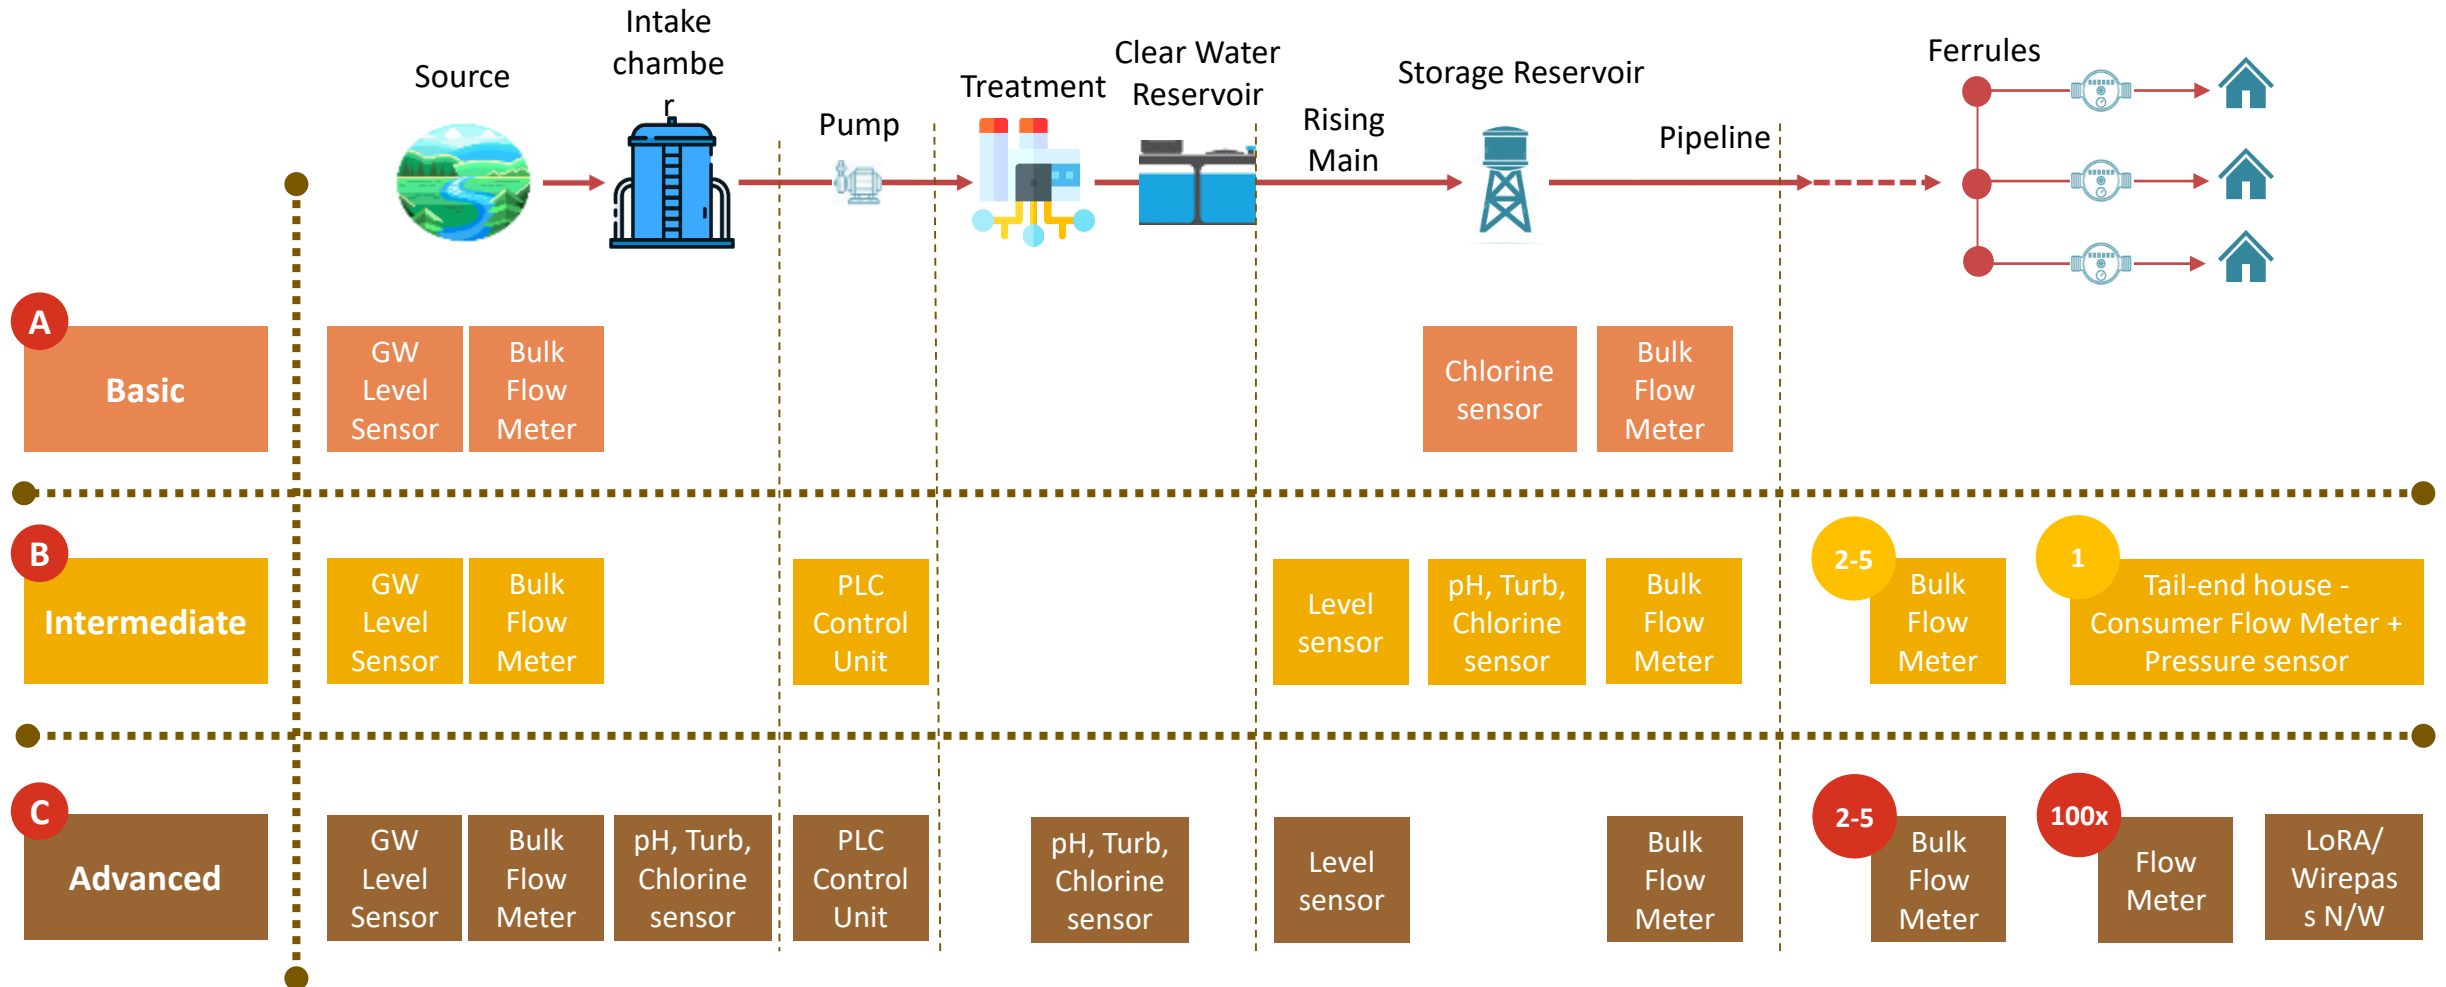 Source
Intake
chambe
r
Pump
Treatment
Clear Water
Reservoir
Rising
Main
Storage Reservoir
Pipeline
Ferrules
A
Basic
GW
Level
Sensor
Bulk
Flow
Meter
Chlorine
sensor
Bulk
Flow
Meter
B
Intermediate
GW
Level
Sensor
Bulk
Flow
Meter
PLC
Control
Unit
Level
sensor
pH, Turb,
Chlorine
sensor
Bulk
Flow
Meter
2-5
Bulk
Flow
Meter
1
Tail-end house -
Consumer Flow Meter +
Pressure sensor
C
Advanced
GW
Level
Sensor
Bulk
Flow
Meter
pH, Turb,
Chlorine
sensor
PLC
Control
Unit
pH, Turb,
Chlorine
sensor
Level
sensor
Bulk
Flow
Meter
2-5
Bulk
Flow
Meter
100x
Flow
Meter
LoRA/
Wirepas
s N/W